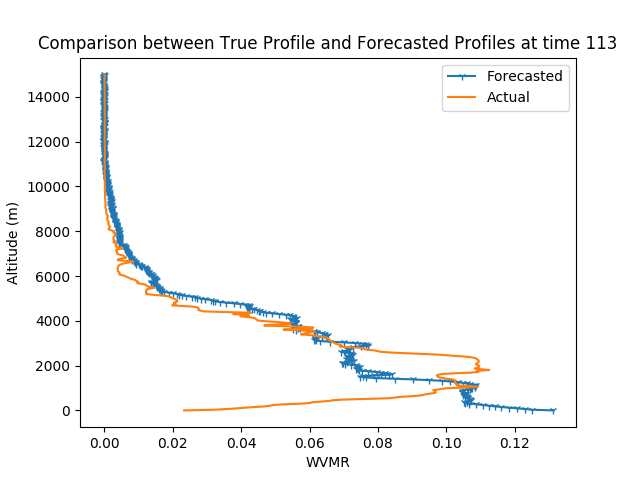 Comparison between True Profile and Forecasted Profiles at time 113
Forecasted
Actual
14000
12000
10000
8000
6000
4000
2000
0
Altitude (m)
0.00 0.02 0.04 0.06 0.08 0.10 0.12
WVMR